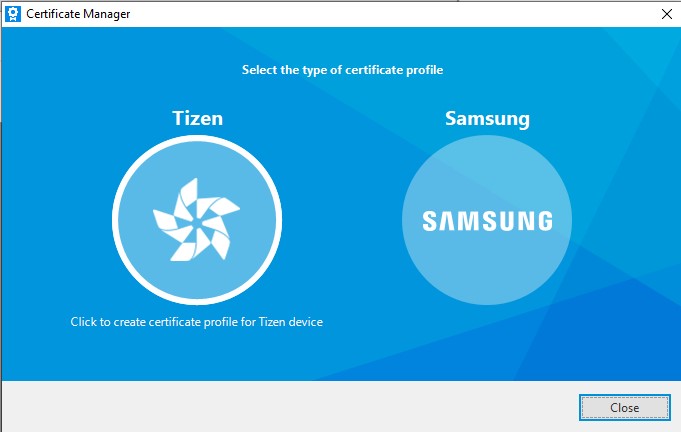 Certificate Manager
Select the type of certificate profile
Tizen
Samsung
SAMSUNG
Click to create certificate profile for Tizen device
Close